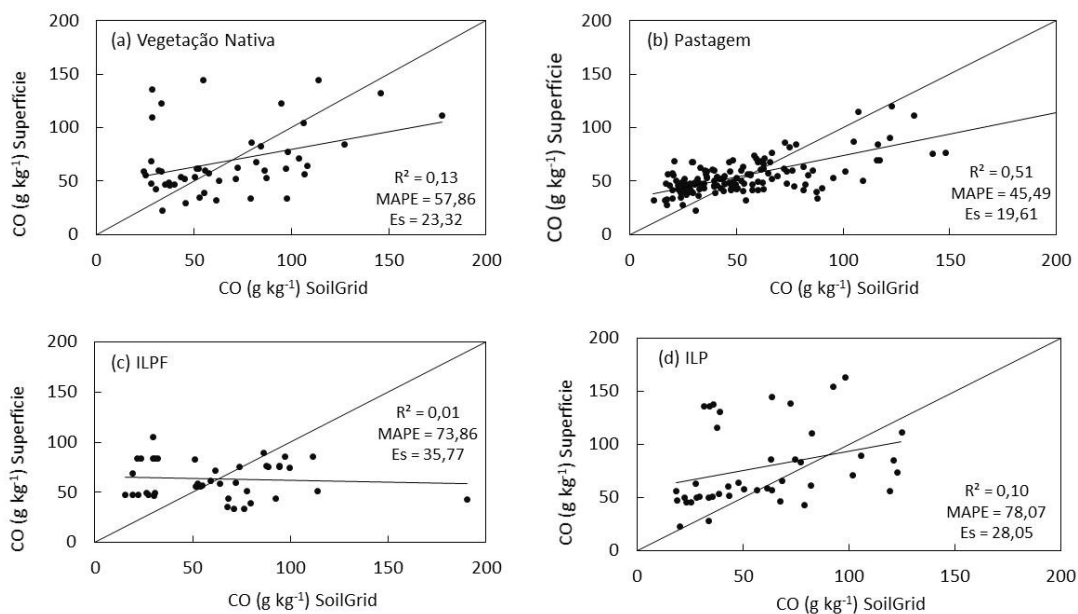 (a) Vegetação Nativa
CO (g kg⁻¹) Superfície
200
150
100
50
0
R² = 0,13
MAPE = 57,86
Es = 23,32
0 50 100 150 200
CO (g kg⁻¹) SoilGrid
(b) Pastagem
CO (g kg⁻¹) Superfície
200
150
100
50
0
R² = 0,51
MAPE = 45,49
Es = 19,61
0 50 100 150 200
CO (g kg⁻¹) SoilGrid
(c) ILPF
CO (g kg⁻¹) Superfície
200
150
100
50
0
R² = 0,01
MAPE = 73,86
Es = 35,77
0 50 100 150 200
CO (g kg⁻¹) SoilGrid
(d) ILP
CO (g kg⁻¹) Superfície
200
150
100
50
0
R² = 0,10
MAPE = 78,07
Es = 28,05
0 50 100 150 200
CO (g kg⁻¹) SoilGrid